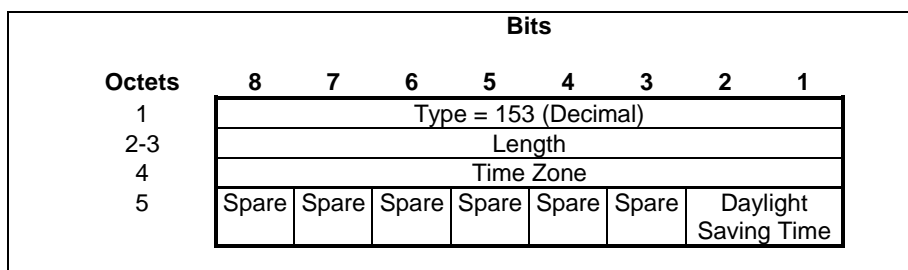 Bits
Octets 8 7 6 5 4 3 2 1
1 Type = 153 (Decimal)
2-3 Length
4 Time Zone
5 Spare Spare Spare Spare Spare Spare Daylight
Saving Time